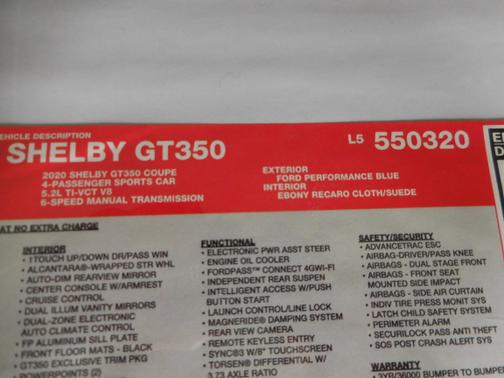 VEHICLE DESCRIPTION
SHELBY GT350
L5 550320
2020 SHELBY GT350 COUPE
4-PASSENGER SPORTS CAR
5.2L TI-VCT V8
6-SPEED MANUAL TRANSMISSION
EXTERIOR
FORD PERFORMANCE BLUE
INTERIOR
EBONY RECARO CLOTH/SUEDE
AT NO EXTRA CHARGE
INTERIOR
• 1TOUCH UP/DOWN DR/PASS WIN
• ALCANTARA®-WRAPPED STR WHL
• AUTO-DIM REARVIEW MIRROR
• CENTER CONSOLE W/ARMREST
• CRUISE CONTROL
• DUAL ILLUM VANITY MIRRORS
• DUAL-ZONE ELECTRONIC
AUTO CLIMATE CONTROL
• FP ALUMINUM SILL PLATE
• FRONT FLOOR MATS - BLACK
• GT350 EXCLUSIVE TRIM PKG
• POWERPOINTS (2)
FUNCTIONAL
• ELECTRONIC PWR ASST STEER
• ENGINE OIL COOLER
• FORDPASS™ CONNECT 4GWI-FI
• INDEPENDENT REAR SUSPEN
• INTELLIGENT ACCESS W/PUSH
BUTTON START
• LAUNCH CONTROL/LINE LOCK
• MAGNERIDE® DAMPING SYSTEM
• REAR VIEW CAMERA
• REMOTE KEYLESS ENTRY
• SYNC®3 W/8" TOUCHSCREEN
• TORSEN® DIFFERENTIAL W/
3.73 AXLE RATIO
SAFETY/SECURITY
• ADVANCETRAC ESC
• AIRBAG-DRIVER/PASS KNEE
• AIRBAGS - DUAL STAGE FRONT
• AIRBAGS - FRONT SEAT
MOUNTED SIDE IMPACT
• AIRBAGS - SIDE AIR CURTAIN
• INDIV TIRE PRESS MONIT SYS
• LATCH CHILD SAFETY SYSTEM
• PERIMETER ALARM
• SECURILOCK PASS ANTI THEFT
• SOS POST CRASH ALERT SYS
WARRANTY
• 3YR/36000 BUMPER TO BUMPER